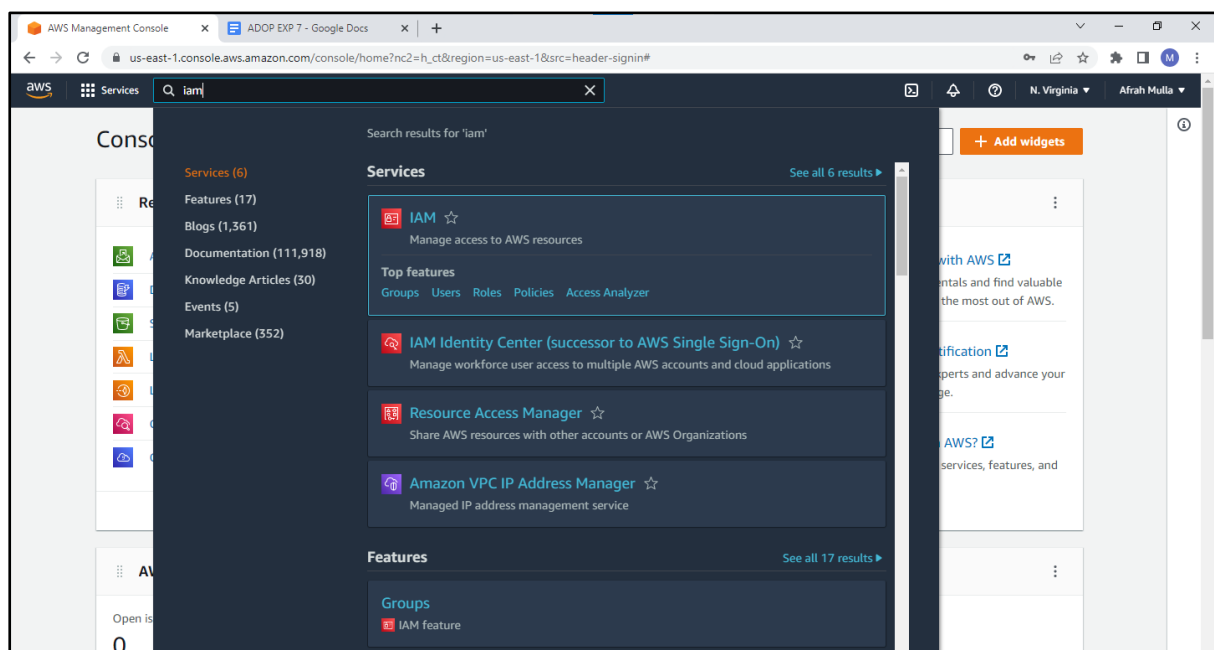 AWS Management Console
ADOP EXP 7 - Google Docs
us-east-1.console.aws.amazon.com/console/home?nc2=h_ct&region=us-east-1&src=header-signin#
M
aws
Services
iam
N. Virginia
Afrah Mulla
Search results for 'iam'
+ Add widgets
Services (6)
Features (17)
Blogs (1,361)
Documentation (111,918)
Knowledge Articles (30)
Events (5)
Marketplace (352)
Services
See all 6 results
IAM
Manage access to AWS resources
Top features
Groups Users Roles Policies Access Analyzer
IAM Identity Center (successor to AWS Single Sign-On)
Manage workforce user access to multiple AWS accounts and cloud applications
Resource Access Manager
Share AWS resources with other accounts or AWS Organizations
Amazon VPC IP Address Manager
Managed IP address management service
Features
See all 17 results
Groups
IAM feature
with AWS
and find valuable
the most out of AWS.
and advance your
AWS?
services, features, and
Open is
0